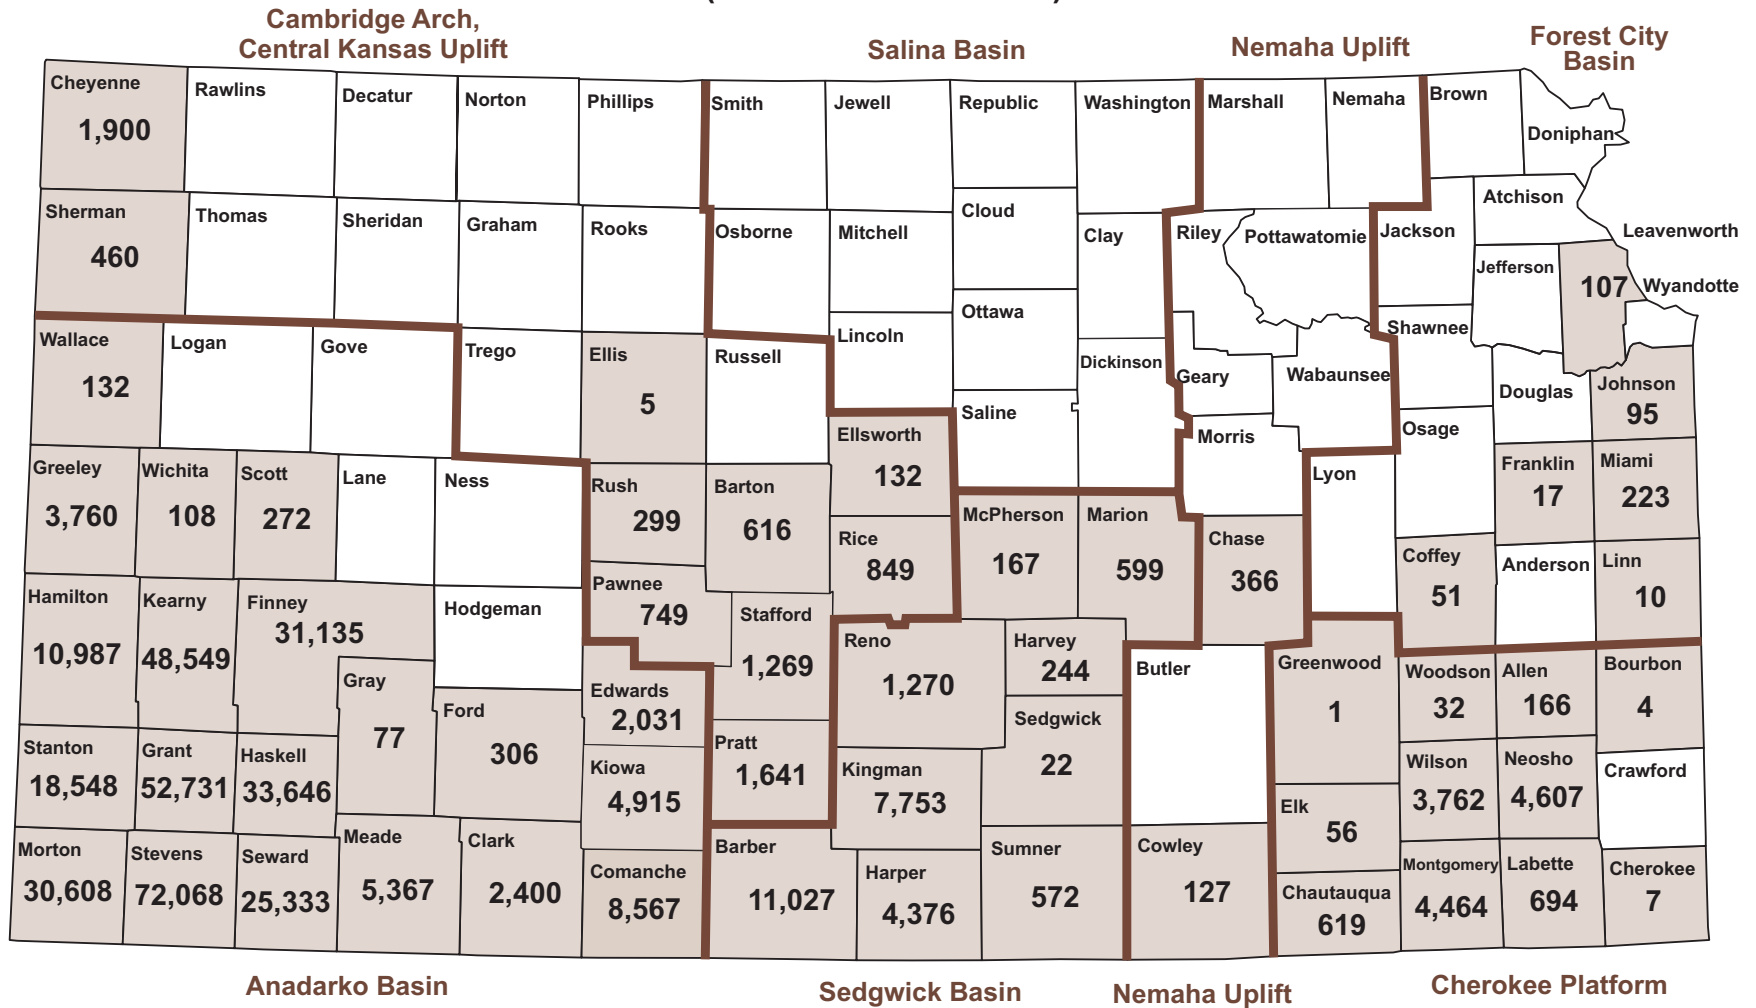 Cambridge Arch,
Central Kansas Uplift
Salina Basin
Nemaha Uplift
Forest City
Basin
Cheyenne
1,900
Rawlins
Decatur
Norton
Phillips
Smith
Jewell
Republic
Washington
Marshall
Nemaha
Brown
Doniphan
Sherman
460
Thomas
Sheridan
Graham
Rooks
Osborne
Mitchell
Cloud
Clay
Riley
Pottawatomie
Jackson
Atchison
Jefferson
Leavenworth
107
Wyandotte
Wallace
132
Logan
Gove
Trego
Ellis
5
Russell
Lincoln
Ottawa
Dickinson
Geary
Wabaunsee
Shawnee
Douglas
Johnson
95
Ellsworth
132
Saline
Morris
Osage
Greeley
3,760
Wichita
108
Scott
272
Lane
Ness
Rush
299
Barton
616
Rice
849
McPherson
167
Marion
599
Chase
366
Lyon
Franklin
17
Miami
223
Coffey
51
Anderson
Linn
10
Hamilton
10,987
Kearny
48,549
Finney
31,135
Hodgeman
Pawnee
749
Stafford
1,269
Reno
1,270
Harvey
244
Butler
Greenwood
1
Woodson
32
Allen
166
Bourbon
4
Gray
77
Ford
306
Edwards
2,031
Sedgwick
22
Stanton
18,548
Grant
52,731
Haskell
33,646
Kiowa
4,915
Pratt
1,641
Kingman
7,753
Elk
56
Wilson
3,762
Neosho
4,607
Crawford
Morton
30,608
Stevens
72,068
Seward
25,333
Meade
5,367
Clark
2,400
Comanche
8,567
Barber
11,027
Harper
4,376
Sumner
572
Cowley
127
Chautauqua
619
Montgomery
4,464
Labette
694
Cherokee
7
Anadarko Basin
Sedgwick Basin
Nemaha Uplift
Cherokee Platform